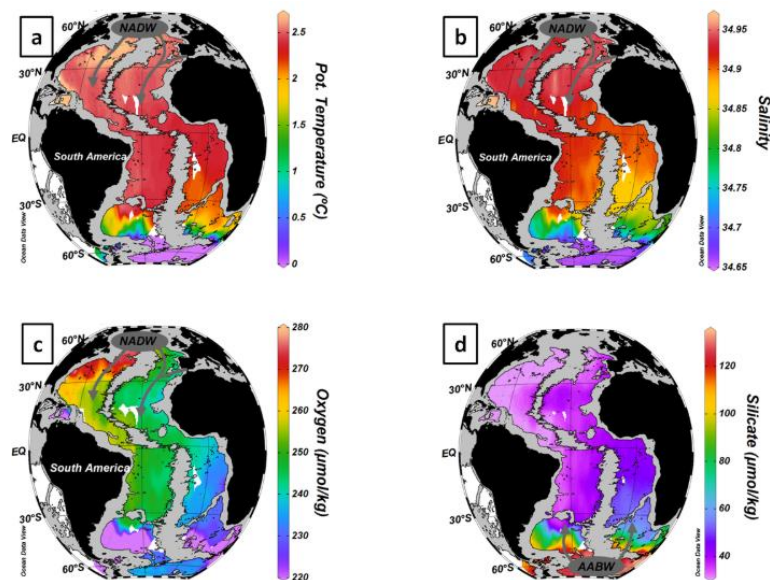 a
NADW
60°N
30°N
EQ
30°S
60°S
South America
Ocean Data View
2.5
2
1.5
1
0.5
0
Pot. Temperature (°C)
b
NADW
60°N
30°N
EQ
30°S
60°S
South America
Ocean Data View
34.95
34.9
34.85
34.8
34.75
34.7
34.65
Salinity
c
NADW
60°N
30°N
EQ
30°S
60°S
South America
Ocean Data View
280
270
260
250
240
230
220
Oxygen (μmol/kg)
d
60°N
30°N
EQ
30°S
60°S
AABW
Ocean Data View
120
100
80
60
40
Silicate (μmol/kg)